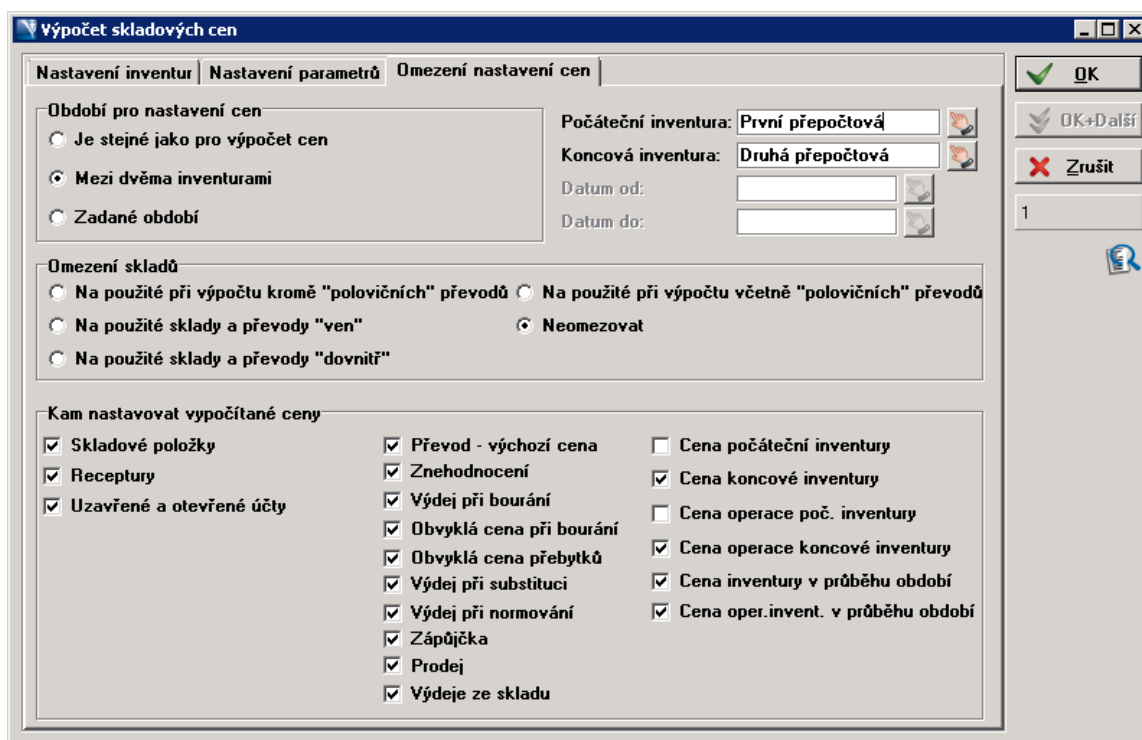 Výpočet skladových cen
Nastavení inventur
Nastavení parametrů
Omezení nastavení cen
OK
OK+Další
Zrušit
1
Období pro nastavení cen
Je stejné jako pro výpočet cen
Mezi dvěma inventurami
Zadané období
Počáteční inventura: První přepočtová
Koncová inventura: Druhá přepočtová
Datum od:
Datum do:
Omezení skladů
Na použité při výpočtu kromě "polovičních" převodů
Na použité při výpočtu včetně "polovičních" převodů
Na použité sklady a převody "ven"
Neomezovat
Na použité sklady a převody "dovnitř"
Kam nastavovat vypočítané ceny
Skladové položky
Receptury
Uzavřené a otevřené účty
Převod - výchozí cena
Znehodnocení
Výdej při bourání
Obvyklá cena při bourání
Obvyklá cena přebytků
Výdej při substituci
Výdej při normování
Zápůjčka
Prodej
Výdeje ze skladu
Cena počáteční inventury
Cena koncové inventury
Cena operace poč. inventury
Cena operace koncové inventury
Cena inventury v průběhu období
Cena oper.invent. v průběhu období